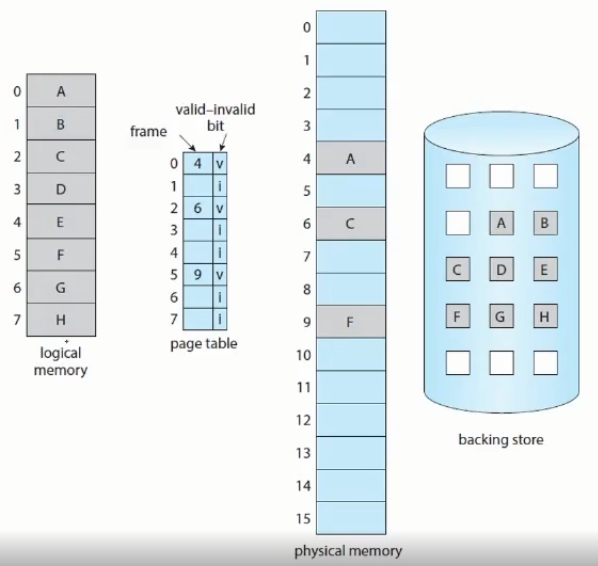 0 A
1 B
2 C
3 D
4 E
5 F
6 G
7 H
logical
memory
valid–invalid
bit
frame
0 4 v
1 i
2 6 v
3 i
4 i
5 9 v
6 i
7 i
page table
0
1
2
3
4 A
5
6 C
7
8
9 F
10
11
12
13
14
15
physical memory
A B
C D E
F G H
backing store